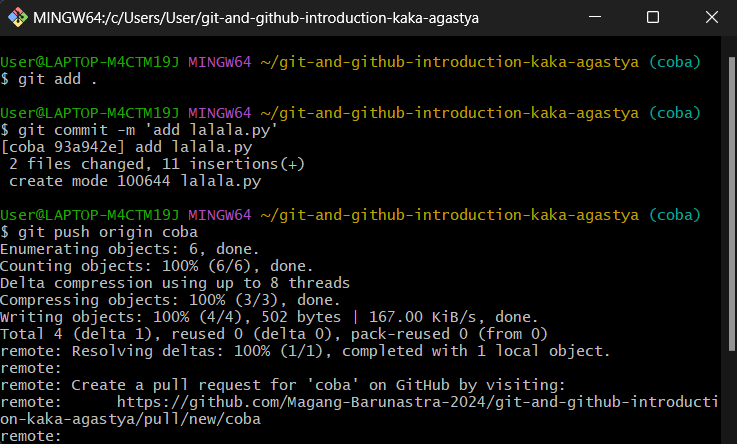 MINGW64:/c/Users/User/git-and-github-introduction-kaka-agastya
User@LAPTOP-M4CTM19J MINGW64 ~/git-and-github-introduction-kaka-agastya (coba)
$ git add .
User@LAPTOP-M4CTM19J MINGW64 ~/git-and-github-introduction-kaka-agastya (coba)
$ git commit -m 'add lalala.py'
[coba 93a942e] add lalala.py
 2 files changed, 11 insertions(+)
 create mode 100644 lalala.py
User@LAPTOP-M4CTM19J MINGW64 ~/git-and-github-introduction-kaka-agastya (coba)
$ git push origin coba
Enumerating objects: 6, done.
Counting objects: 100% (6/6), done.
Delta compression using up to 8 threads
Compressing objects: 100% (3/3), done.
Writing objects: 100% (4/4), 502 bytes | 167.00 KiB/s, done.
Total 4 (delta 1), reused 0 (delta 0), pack-reused 0 (from 0)
remote: Resolving deltas: 100% (1/1), completed with 1 local object.
remote:
remote: Create a pull request for 'coba' on GitHub by visiting:
remote:      https://github.com/Magang-Barunastra-2024/git-and-github-introducti
on-kaka-agastya/pull/new/coba
remote: